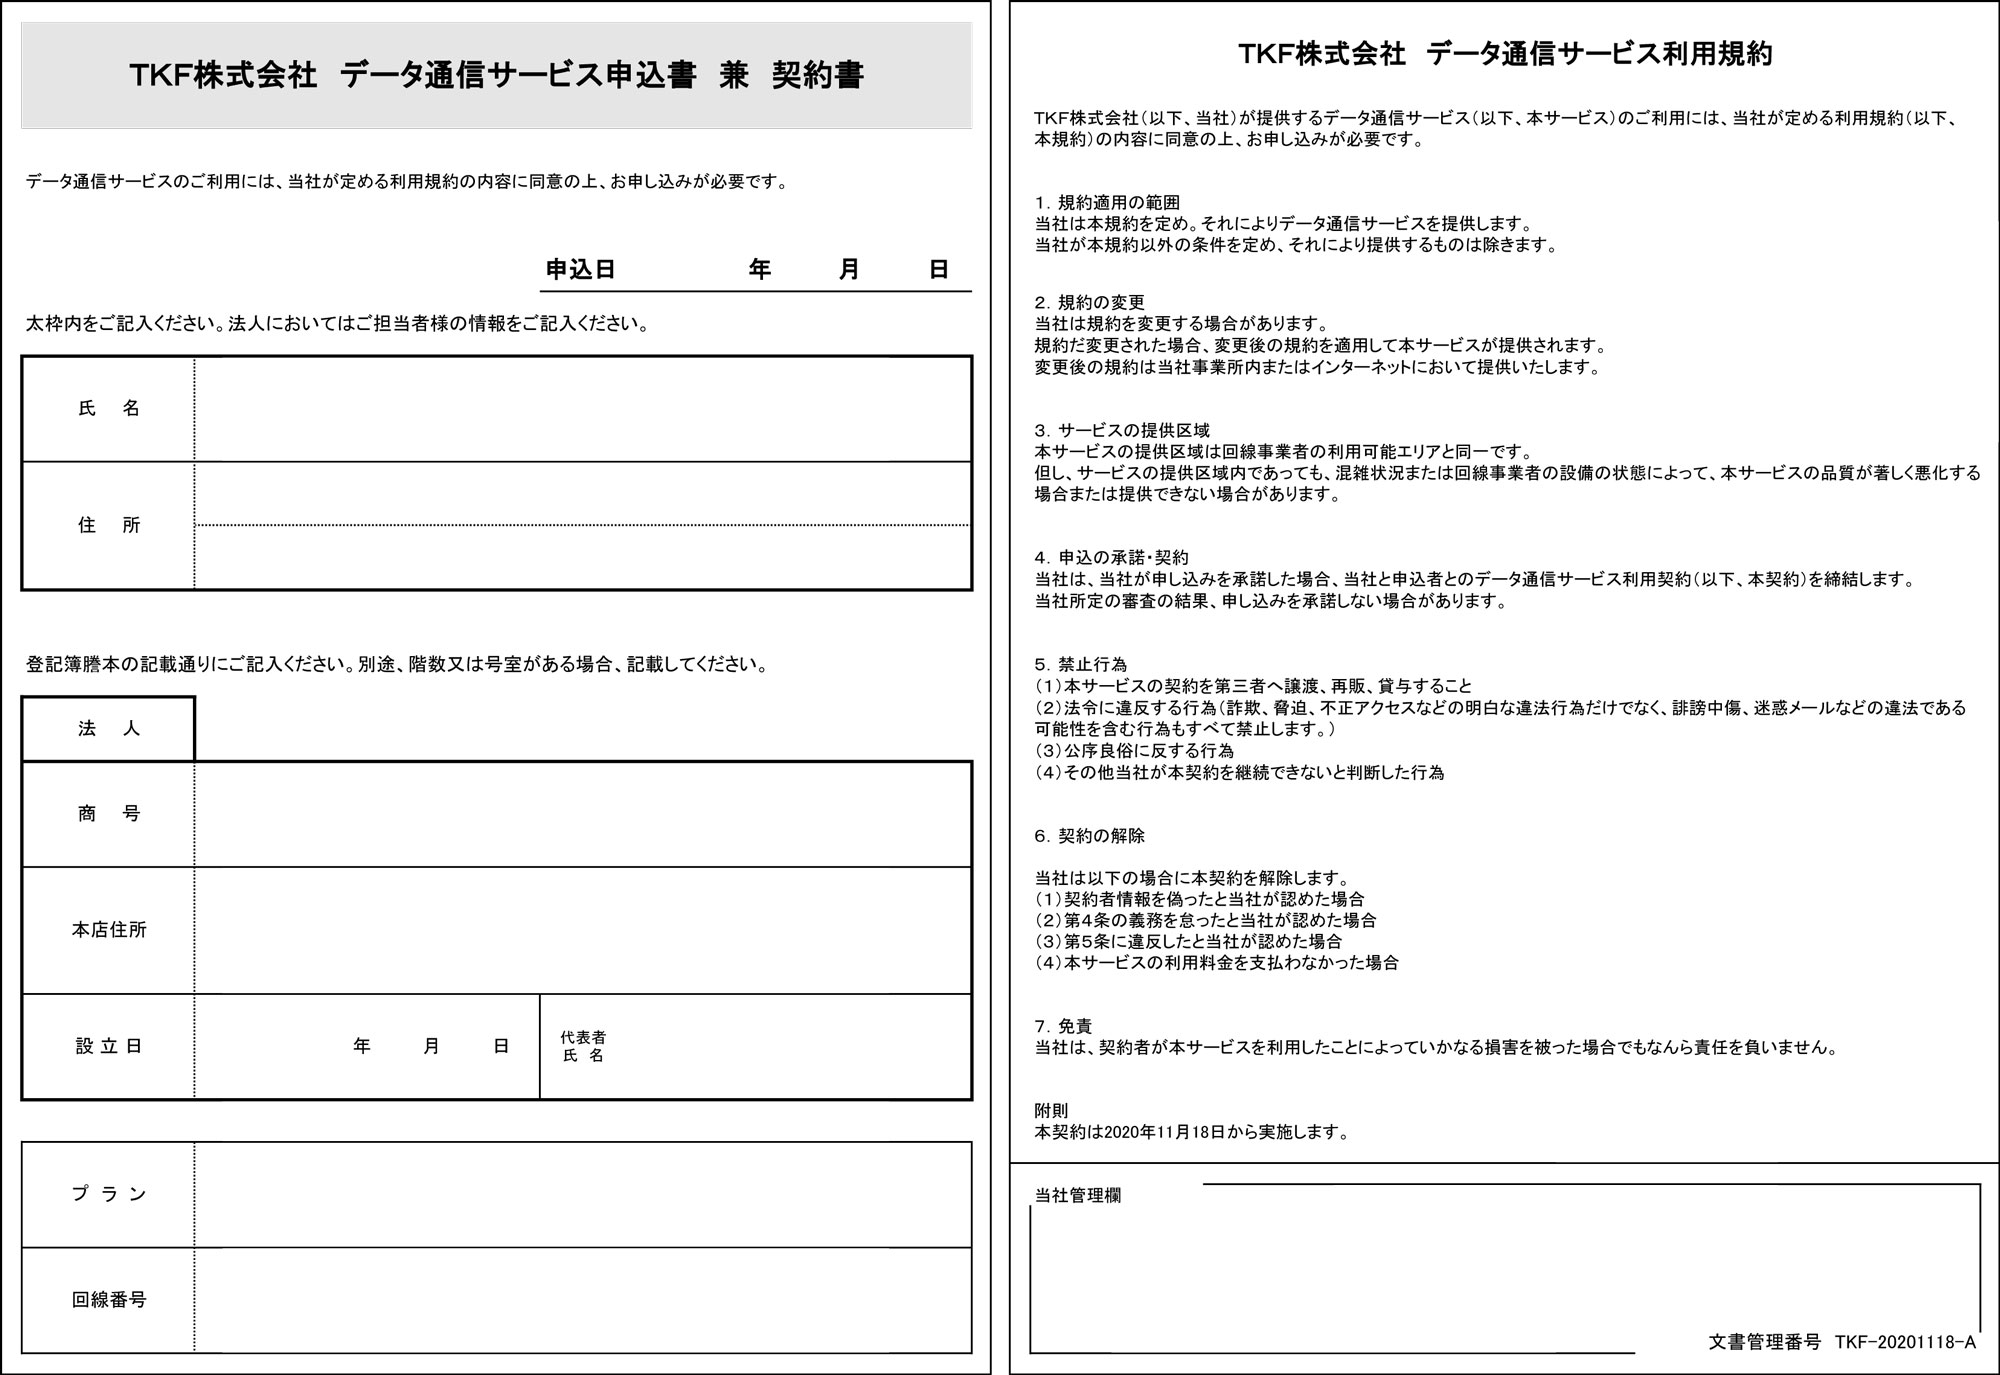 TKF株式会社　データ通信サービス申込書　兼　契約書
データ通信サービスのご利用には、当社が定める利用規約の内容に同意の上、お申し込みが必要です。
申込日　　　年　　　月　　　日
太枠内をご記入ください。法人においてはご担当者様の情報をご記入ください。
氏　名
住　所
登記簿謄本の記載通りにご記入ください。別途、階数又は号室がある場合、記載してください。
法　人
商　号
本店住所
設 立 日　　　年　　　月　　　日　　代表者
氏 名
プ ラ ン
回線番号
TKF株式会社　データ通信サービス利用規約
TKF株式会社（以下、当社）が提供するデータ通信サービス（以下、本サービス）のご利用には、当社が定める利用規約（以下、
本規約）の内容に同意の上、お申し込みが必要です。
1．規約適用の範囲
当社は本規約を定め。それによりデータ通信サービスを提供します。
当社が本規約以外の条件を定め、それにより提供するものは除きます。
2．規約の変更
当社は規約を変更する場合があります。
規約だ変更された場合、変更後の規約を適用して本サービスが提供されます。
変更後の規約は当社事業所内またはインターネットにおいて提供いたします。
3．サービスの提供区域
本サービスの提供区域は回線事業者の利用可能エリアと同一です。
但し、サービスの提供区域内であっても、混雑状況または回線事業者の設備の状態によって、本サービスの品質が著しく悪化する
場合または提供できない場合があります。
4．申込の承諾・契約
当社は、当社が申し込みを承諾した場合、当社と申込者とのデータ通信サービス利用契約（以下、本契約）を締結します。
当社所定の審査の結果、申し込みを承諾しない場合があります。
5．禁止行為
（1）本サービスの契約を第三者へ譲渡、再販、貸与すること
（2）法令に違反する行為（詐欺、脅迫、不正アクセスなどの明白な違法行為だけでなく、誹謗中傷、迷惑メールなどの違法である
可能性を含む行為もすべて禁止します。）
（3）公序良俗に反する行為
（4）その他当社が本契約を継続できないと判断した行為
6．契約の解除
当社は以下の場合に本契約を解除します。
（1）契約者情報を偽ったと当社が認めた場合
（2）第4条の義務を怠ったと当社が認めた場合
（3）第5条に違反したと当社が認めた場合
（4）本サービスの利用料金を支払わなかった場合
7．免責
当社は、契約者が本サービスを利用したことによっていかなる損害を被った場合でもなんら責任を負いません。
附則
本契約は2020年11月18日から実施します。
当社管理欄
文書管理番号　TKF-20201118-A